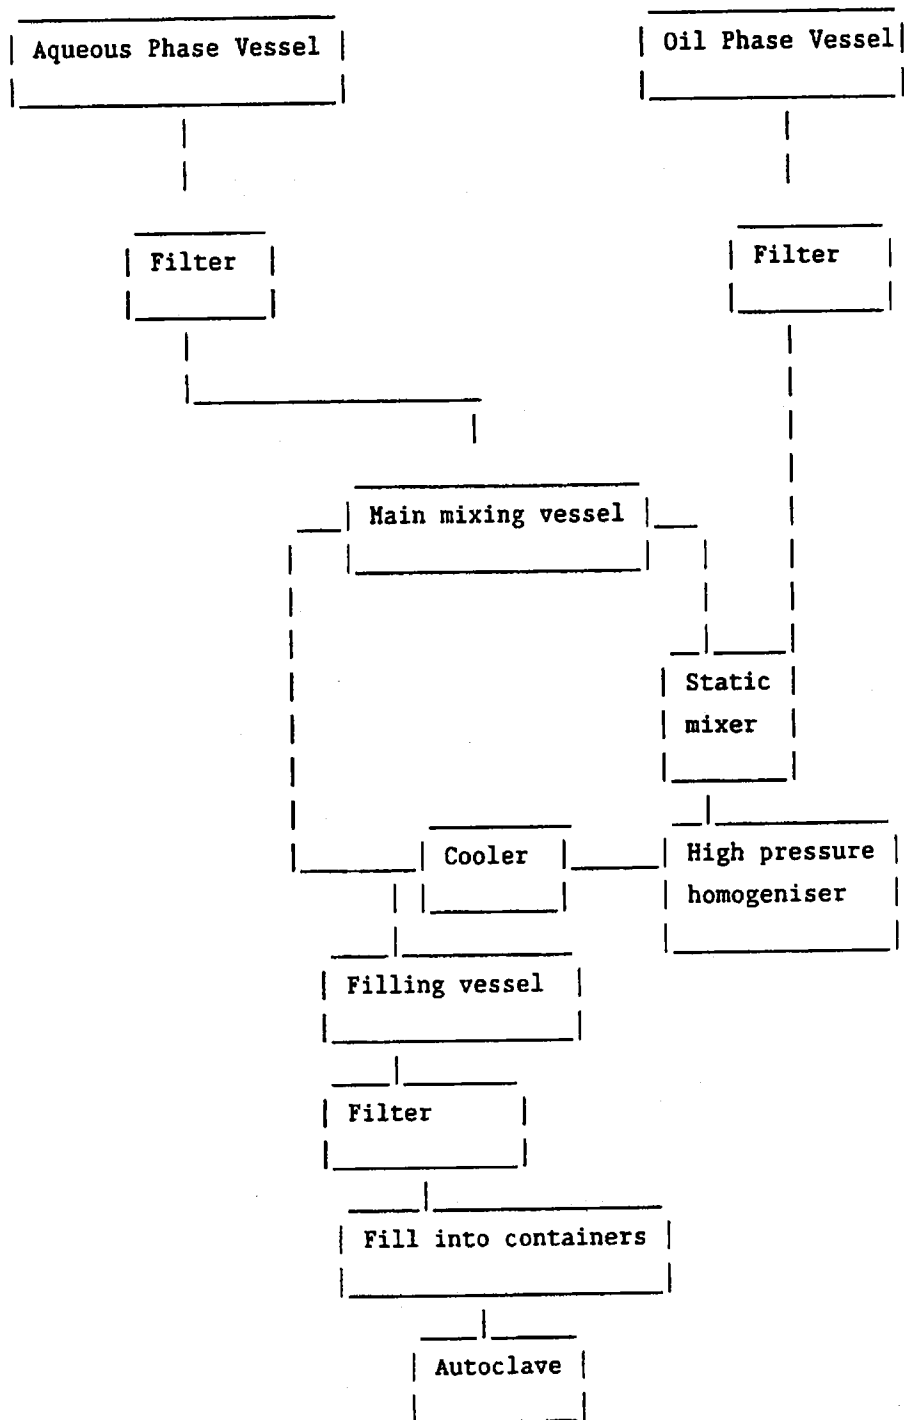 Aqueous Phase Vessel
Oil Phase Vessel
Filter
Filter
Main mixing vessel
Static
mixer
Cooler
High pressure
homogeniser
Filling vessel
Filter
Fill into containers
Autoclave